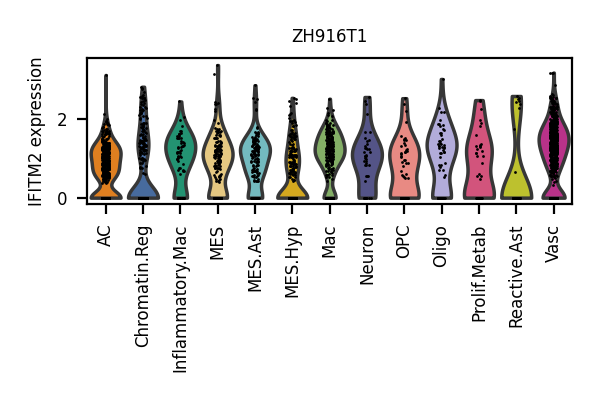 ZH916T1
IFITM2 expression
2
0
AC
Chromatin.Reg
Inflammatory.Mac
MES
MES.Ast
MES.Hyp
Mac
Neuron
OPC
Oligo
Prolif.Metab
Reactive.Ast
Vasc